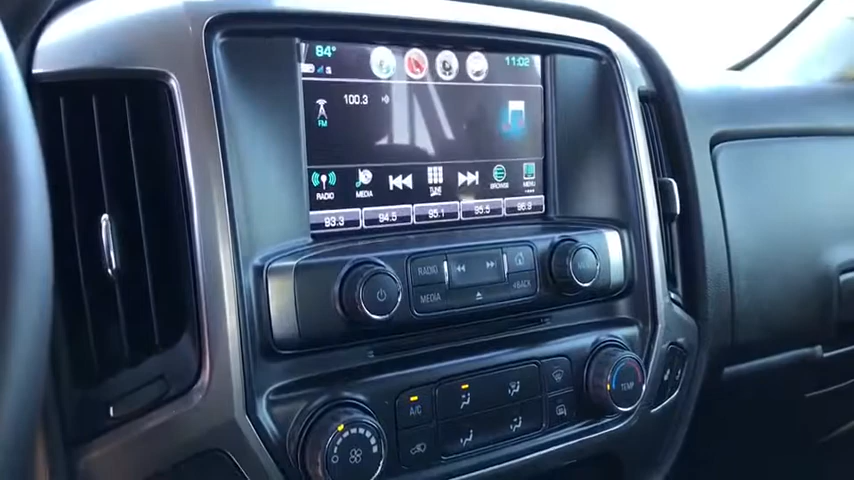 84° 11:02
100.3
FM
RADIO MEDIA TUNE BROWSE MENU
93.3 94.5 95.1 95.5 96.9
RADIO
MEDIA BACK
A/C
TEMP